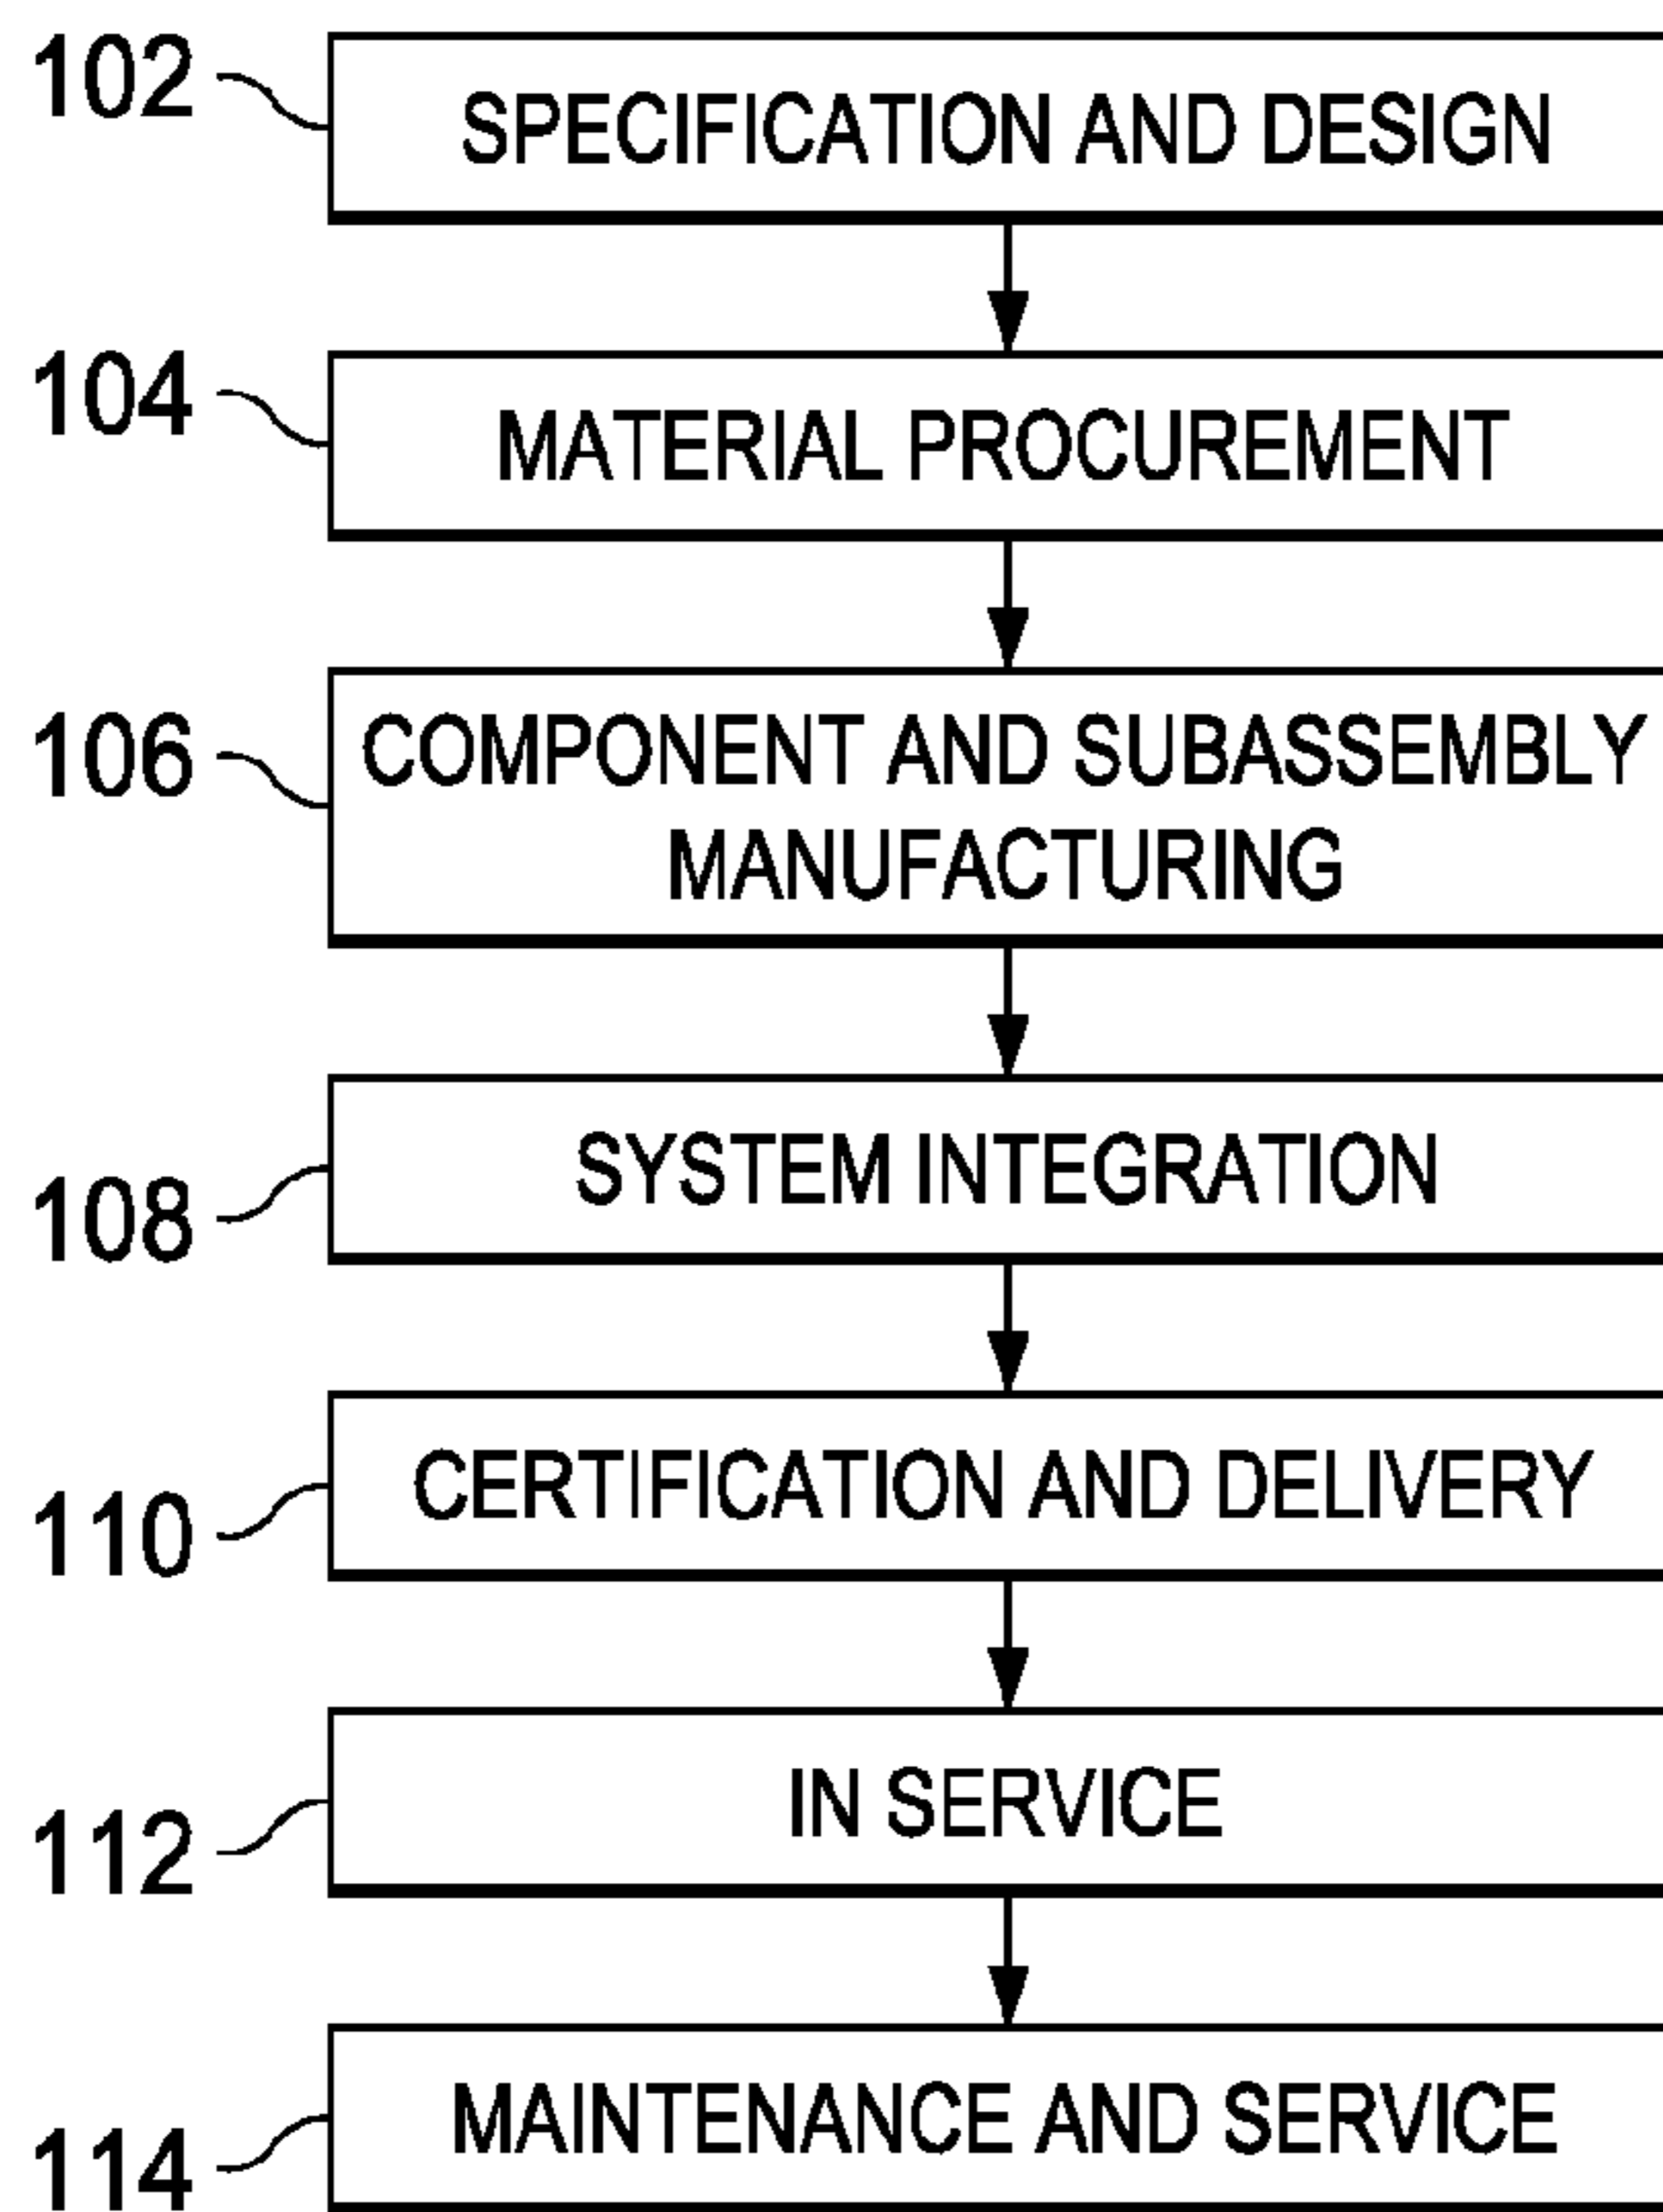 102 SPECIFICATION AND DESIGN
104 MATERIAL PROCUREMENT
106 COMPONENT AND SUBASSEMBLY
MANUFACTURING
108 SYSTEM INTEGRATION
110 CERTIFICATION AND DELIVERY
112 IN SERVICE
114 MAINTENANCE AND SERVICE